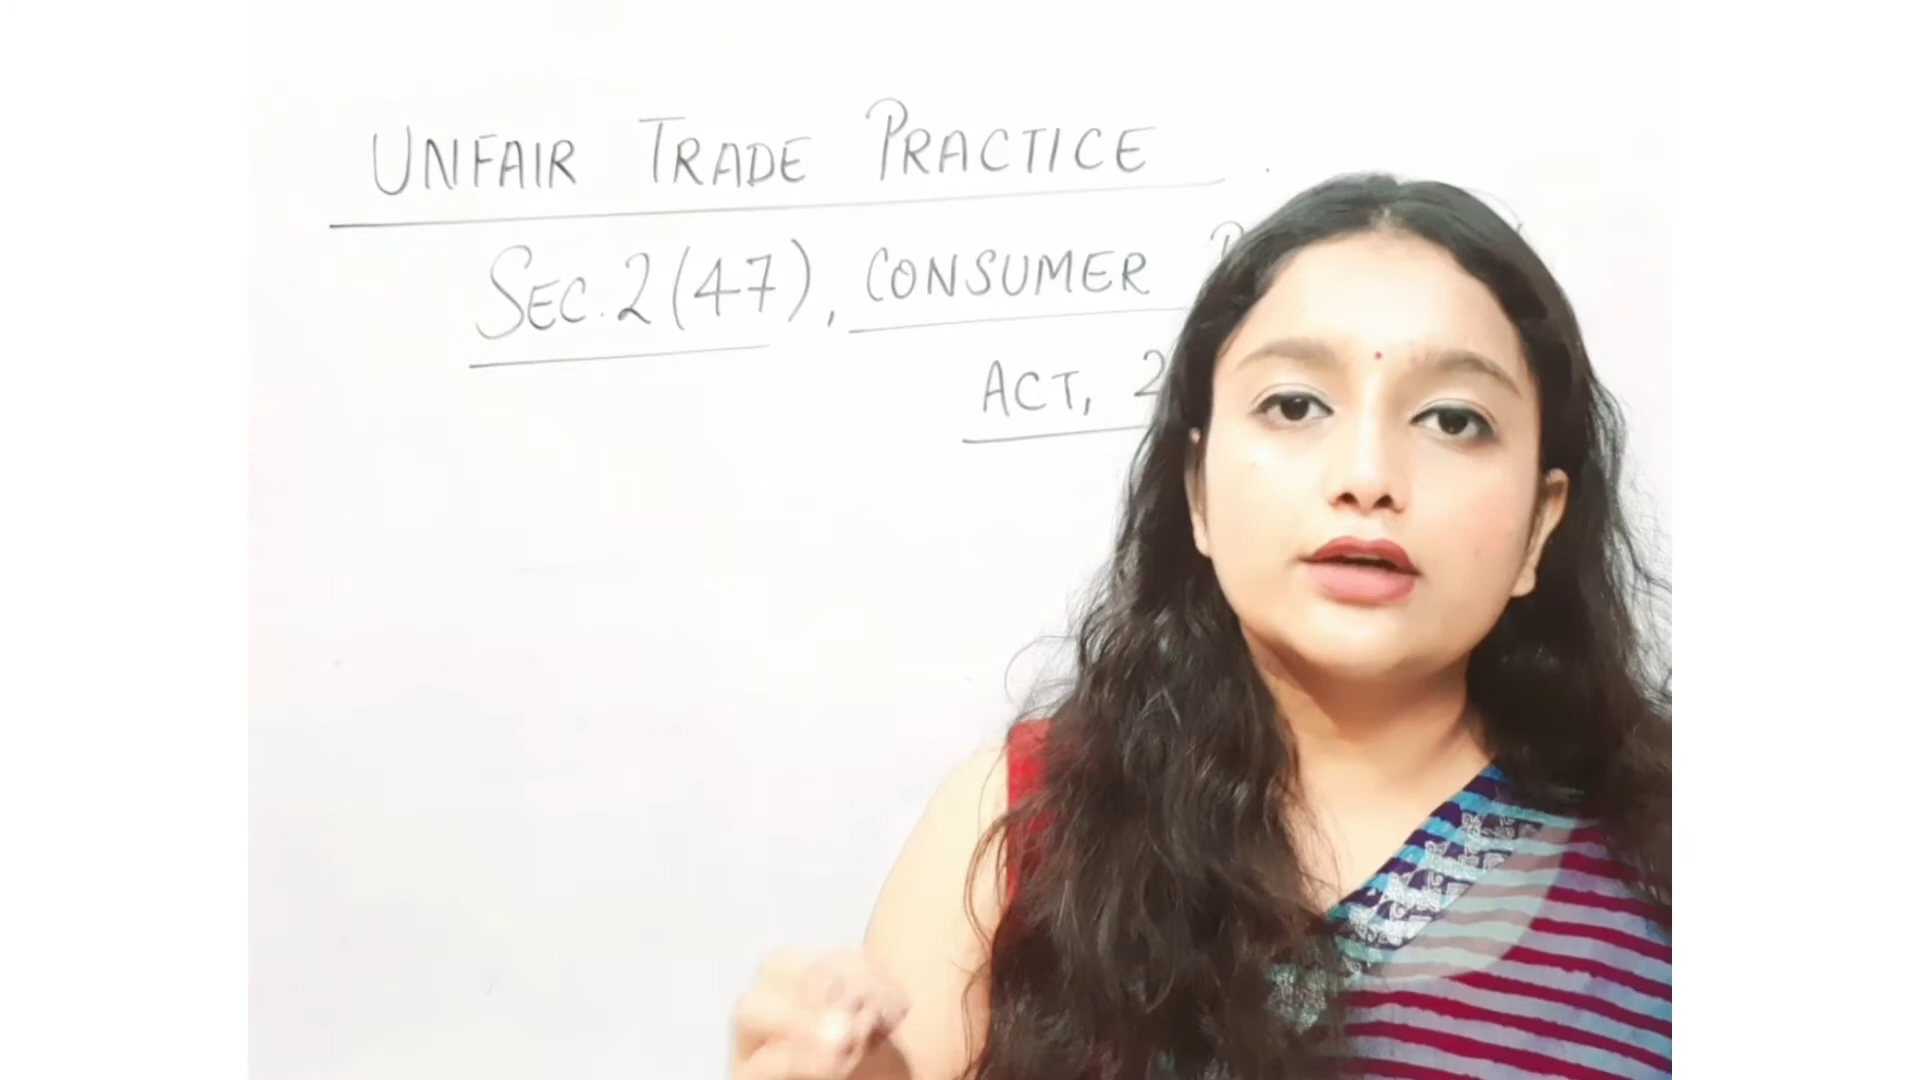 UNFAIR TRADE PRACTICE
SEC. 2(47), CONSUMER
ACT,